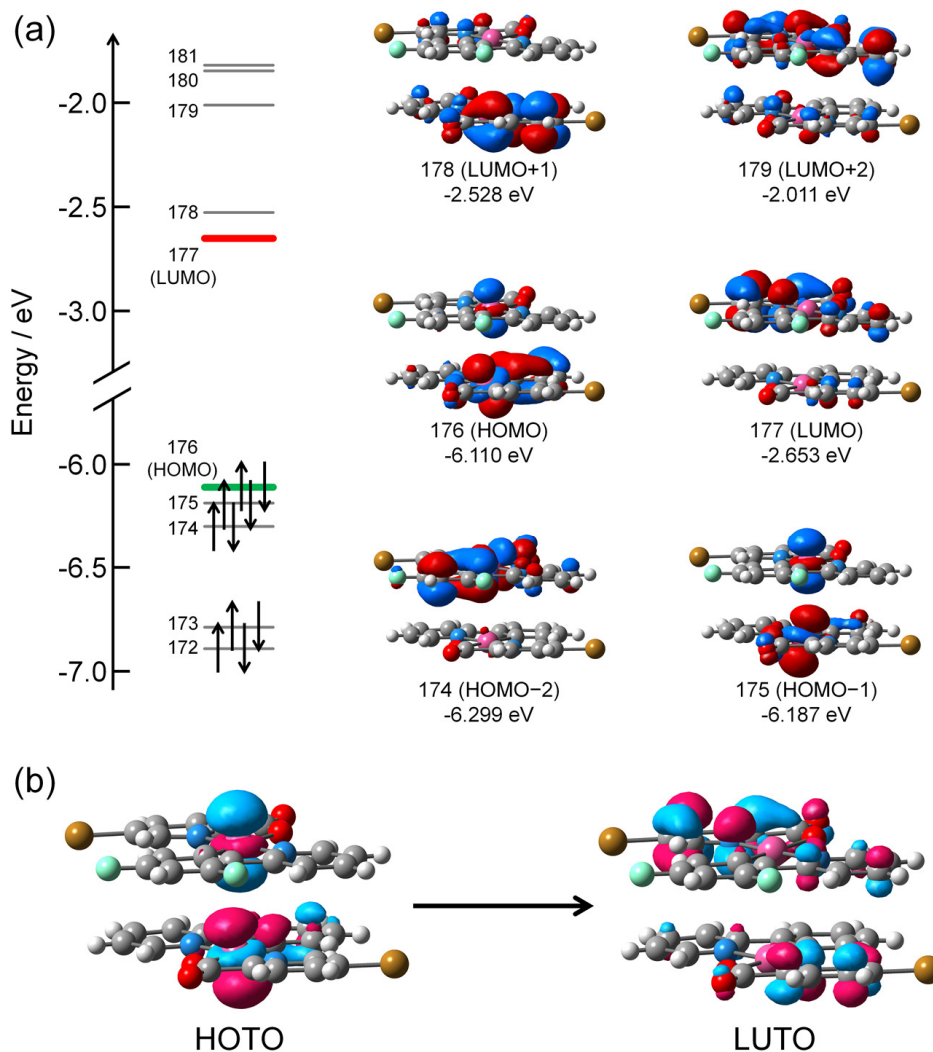 (a)
Energy / eV
-2.0
-2.5
-3.0
-6.0
-6.5
-7.0
181
180
179
178
177
(LUMO)
176
(HOMO)
175
174
173
172
178 (LUMO+1)
-2.528 eV
179 (LUMO+2)
-2.011 eV
176 (HOMO)
-6.110 eV
177 (LUMO)
-2.653 eV
174 (HOMO−2)
-6.299 eV
175 (HOMO−1)
-6.187 eV
(b)
HOTO
LUTO